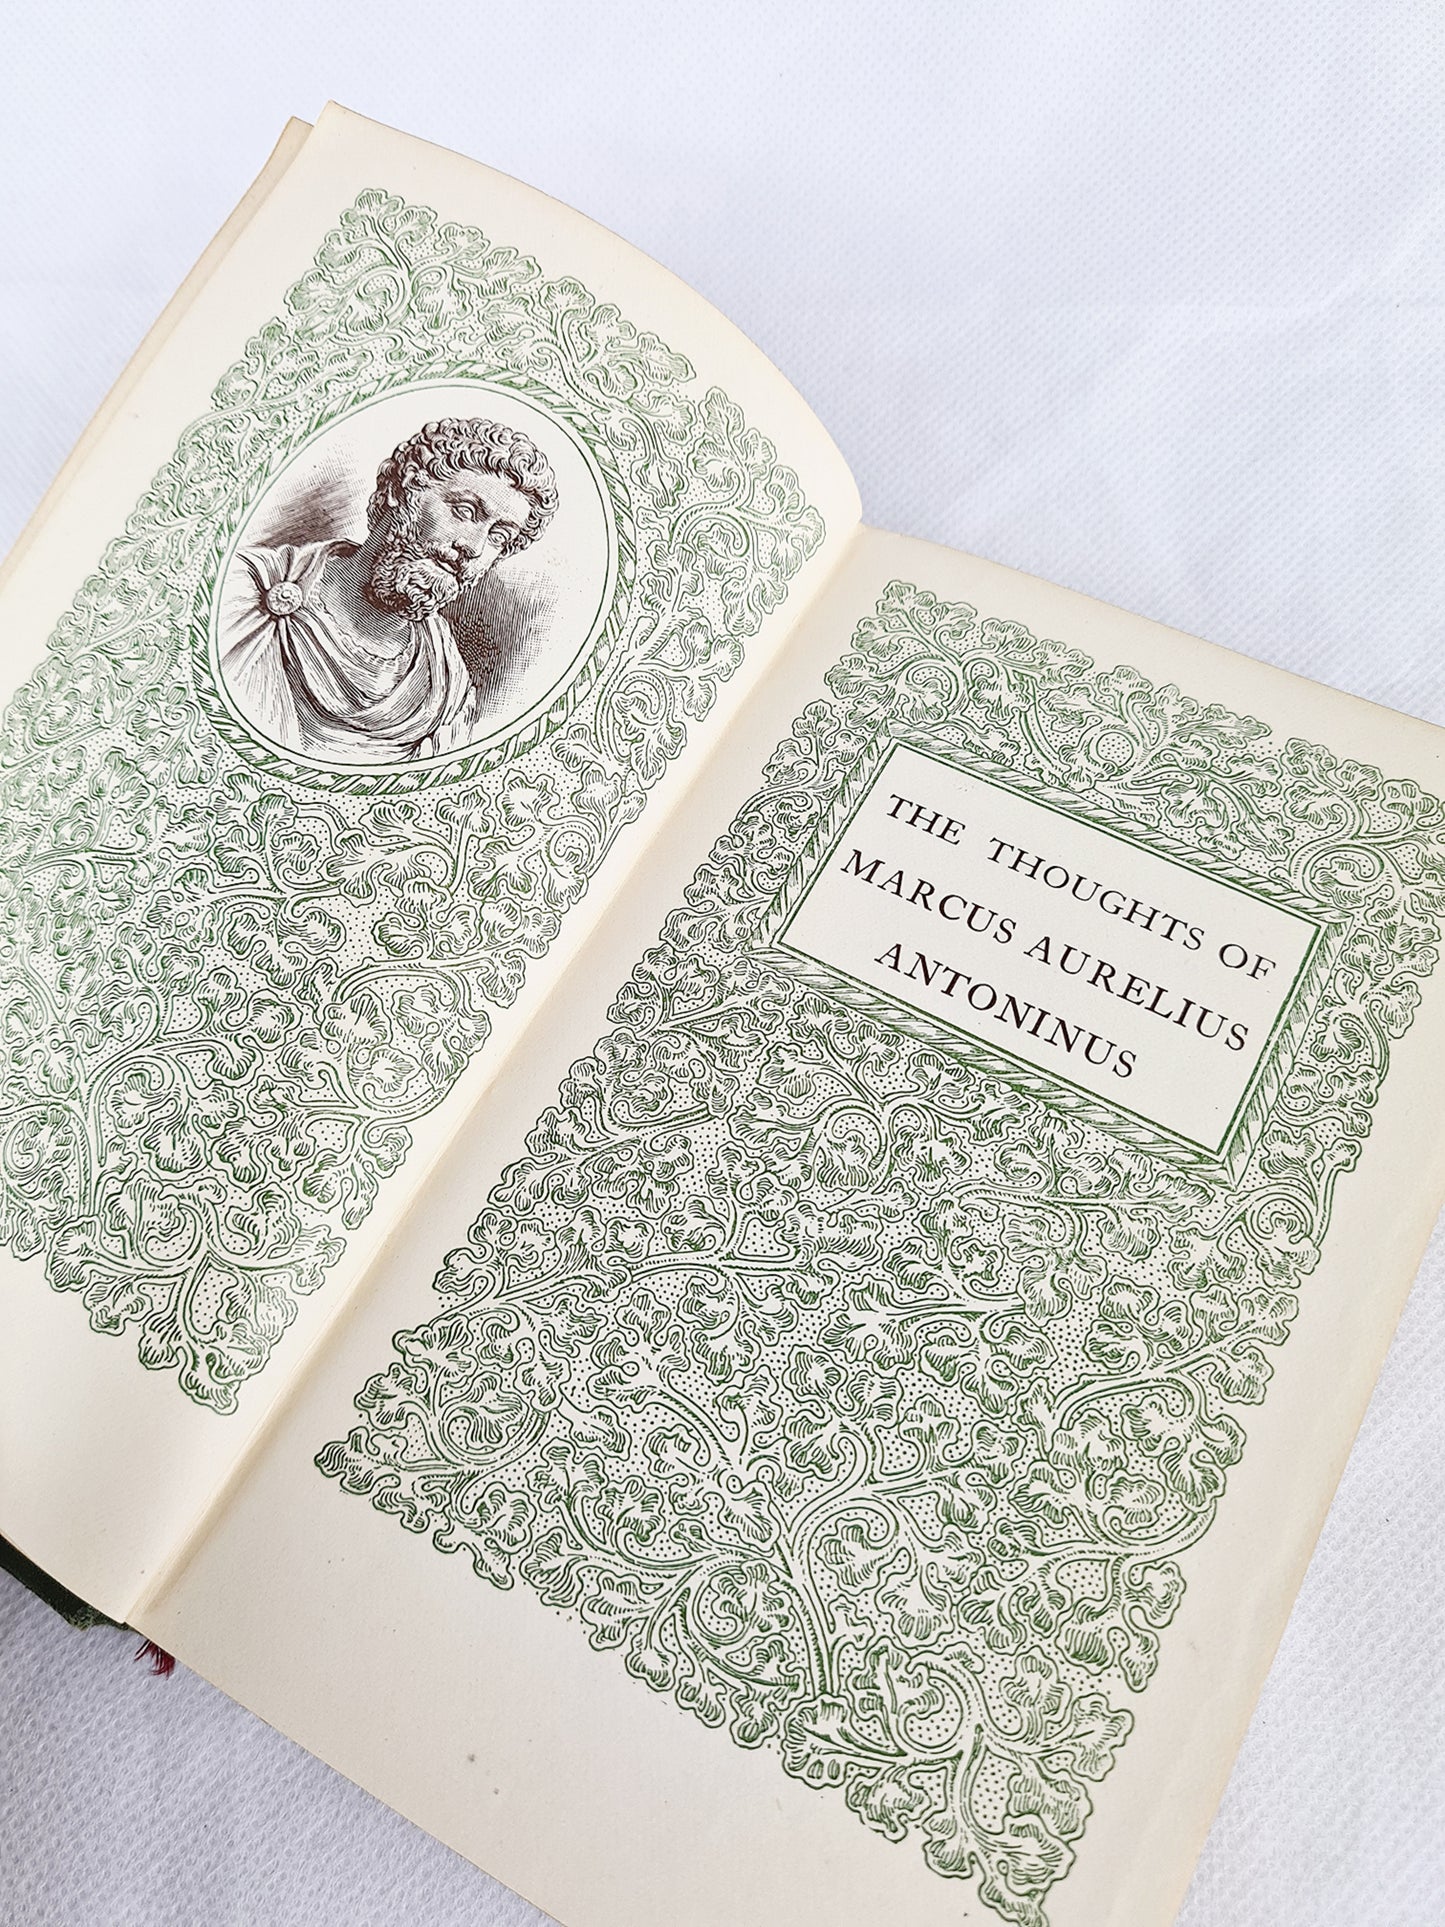 THE THOUGHTS OF
MARCUS AURELIUS
ANTONINUS